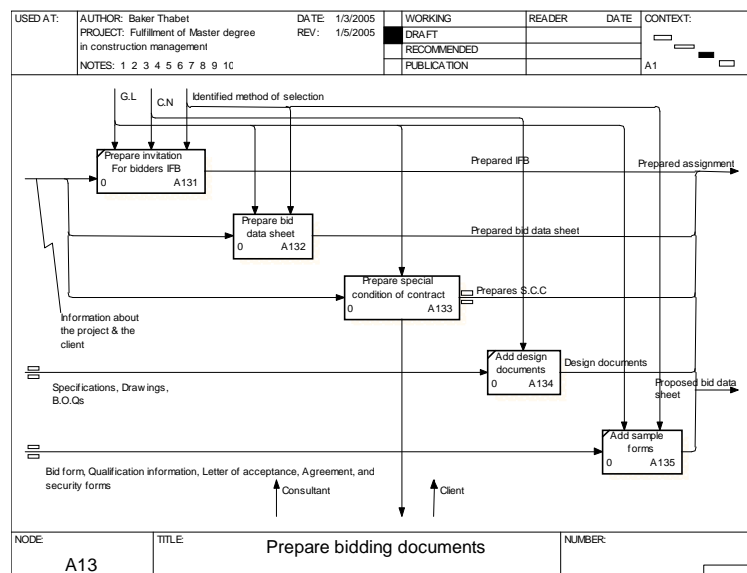 USED AT:
AUTHOR: Baker Thabet
DATE: 1/3/2005
WORKING
READER
DATE
CONTEXT:
PROJECT: Fulfillment of Master degree
in construction management
REV: 1/5/2005
DRAFT
RECOMMENDED
NOTES: 1 2 3 4 5 6 7 8 9 10
PUBLICATION
A1
G.L
C.N
Identified method of selection
Prepare invitation
For bidders IFB
0 A131
Prepared IFB
Prepared assignment
Prepare bid
data sheet
0 A132
Prepared bid data sheet
Prepare special
condition of contract
0 A133
Prepares S.C.C
Information about
the project & the
client
Add design
documents
0 A134
Design documents
Specifications, Drawings,
B.O.Qs
Proposed bid data
sheet
Add sample
forms
0 A135
Bid form, Qualification information, Letter of acceptance, Agreement, and
security forms
Consultant
Client
NODE:
TITLE:
NUMBER:
A13
Prepare bidding documents